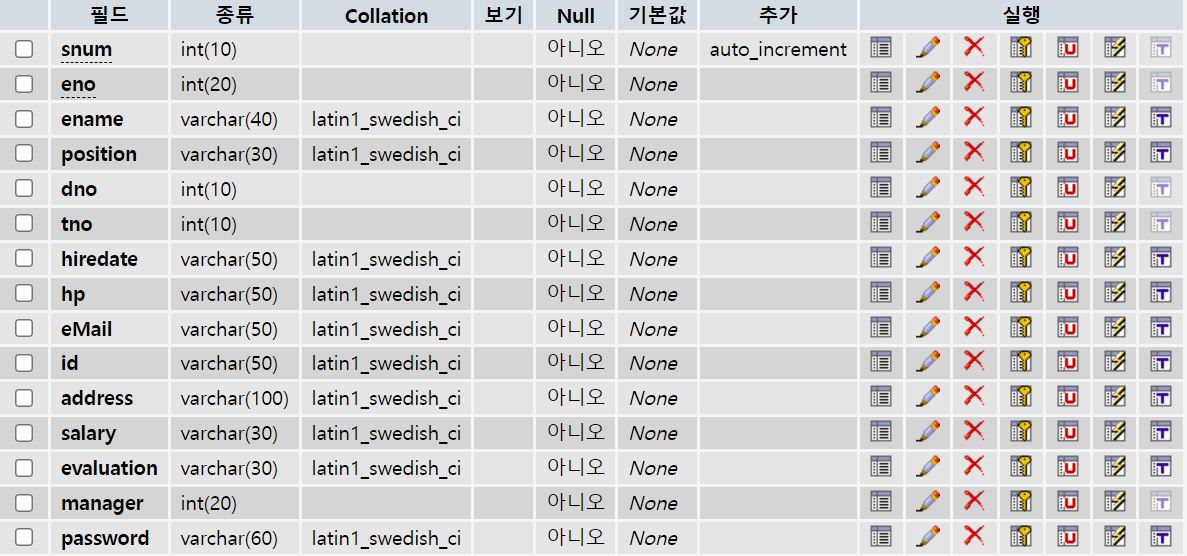 필드 종류 Collation 보기 Null 기본값 추가 실행
snum int(10) 아니오 None auto_increment
eno int(20) 아니오 None
ename varchar(40) latin1_swedish_ci 아니오 None
position varchar(30) latin1_swedish_ci 아니오 None
dno int(10) 아니오 None
tno int(10) 아니오 None
hiredate varchar(50) latin1_swedish_ci 아니오 None
hp varchar(50) latin1_swedish_ci 아니오 None
eMail varchar(50) latin1_swedish_ci 아니오 None
id varchar(50) latin1_swedish_ci 아니오 None
address varchar(100) latin1_swedish_ci 아니오 None
salary varchar(30) latin1_swedish_ci 아니오 None
evaluation varchar(30) latin1_swedish_ci 아니오 None
manager int(20) 아니오 None
password varchar(60) latin1_swedish_ci 아니오 None